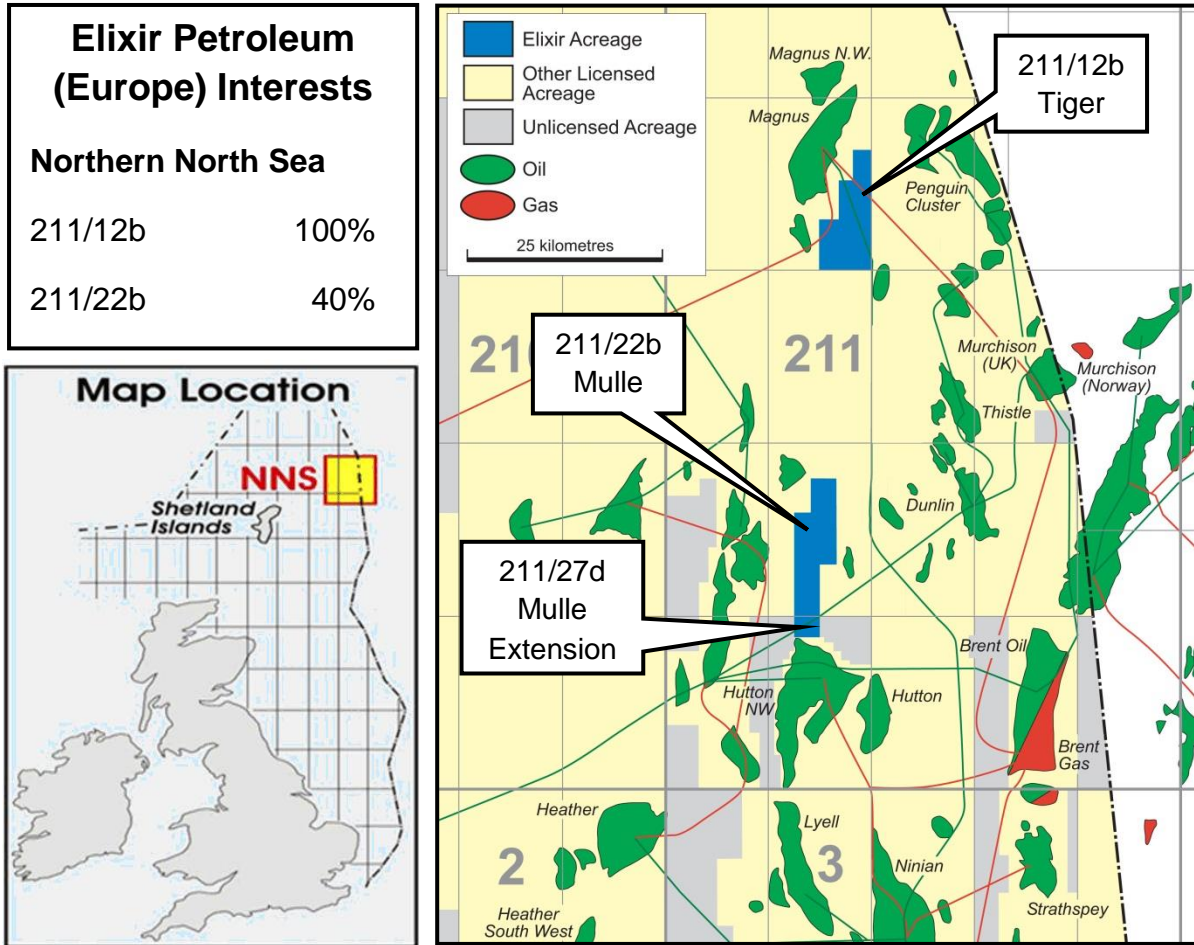 Elixir Petroleum
(Europe) Interests
Northern North Sea
211/12b 100%
211/22b 40%
Map Location
NNS
Shetland
Islands
Elixir Acreage
Other Licensed
Acreage
Unlicensed Acreage
Oil
Gas
25 kilometres
Magnus N.W.
Magnus
211/12b
Tiger
Penguin
Cluster
21
211
211/22b
Mulle
Murchison
(UK)
Murchison
(Norway)
Thistle
Dunlin
211/27d
Mulle
Extension
Brent Oil
Hutton
NW
Hutton
Brent
Gas
Heather
Lyell
2
3
Ninian
Heather
South West
Strathspey